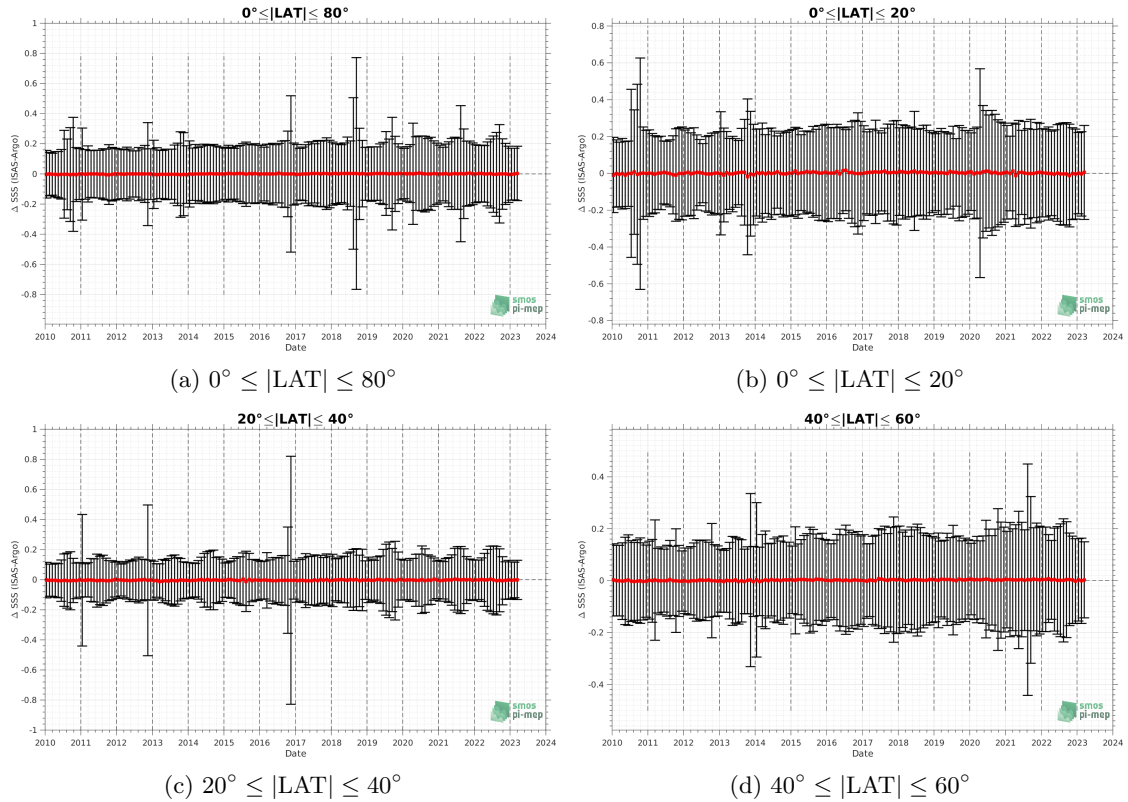 0°≤|LAT|≤ 80°
1
0.8
0.6
0.4
0.2
0
-0.2
-0.4
-0.6
-0.8
Δ SSS (ISAS-Argo)
2010 2011 2012 2013 2014 2015 2016 2017 2018 2019 2020 2021 2022 2023 2024
Date
smos
pi-mep
(a) 0° ≤ |LAT| ≤ 80°
0°≤|LAT|≤ 20°
0.8
0.6
0.4
0.2
0
-0.2
-0.4
-0.6
-0.8
Δ SSS (ISAS-Argo)
2010 2011 2012 2013 2014 2015 2016 2017 2018 2019 2020 2021 2022 2023 2024
Date
smos
pi-mep
(b) 0° ≤ |LAT| ≤ 20°
20°≤|LAT|≤ 40°
1
0.8
0.6
0.4
0.2
0
-0.2
-0.4
-0.6
-0.8
-1
Δ SSS (ISAS-Argo)
2010 2011 2012 2013 2014 2015 2016 2017 2018 2019 2020 2021 2022 2023 2024
Date
smos
pi-mep
(c) 20° ≤ |LAT| ≤ 40°
40°≤|LAT|≤ 60°
0.4
0.2
0
-0.2
-0.4
Δ SSS (ISAS-Argo)
2010 2011 2012 2013 2014 2015 2016 2017 2018 2019 2020 2021 2022 2023 2024
Date
smos
pi-mep
(d) 40° ≤ |LAT| ≤ 60°